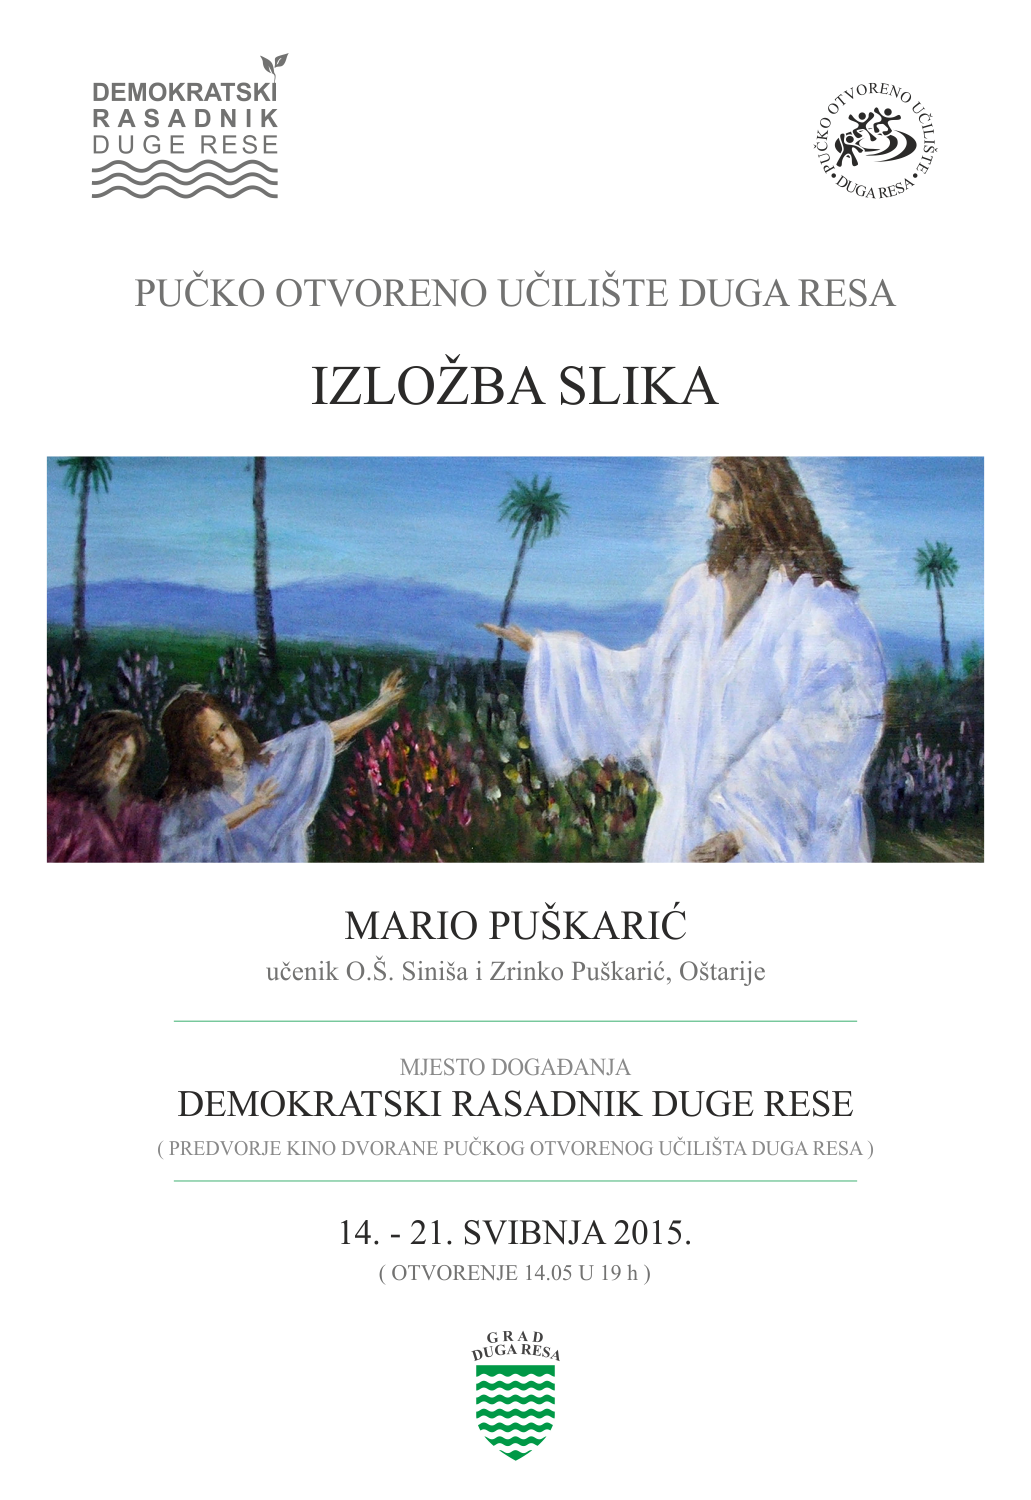 DEMOKRATSKI
RASADNIK
DUGE RESE
PUČKO OTVORENO UČILIŠTE
• DUGA RESA •
PUČKO OTVORENO UČILIŠTE DUGA RESA
IZLOŽBA SLIKA
MARIO PUŠKARIĆ
učenik O.Š. Siniša i Zrinko Puškarić, Oštarije
MJESTO DOGAĐANJA
DEMOKRATSKI RASADNIK DUGE RESE
( PREDVORJE KINO DVORANE PUČKOG OTVORENOG UČILIŠTA DUGA RESA )
14. - 21. SVIBNJA 2015.
( OTVORENJE 14.05 U 19 h )
GRAD
DUGA RESA